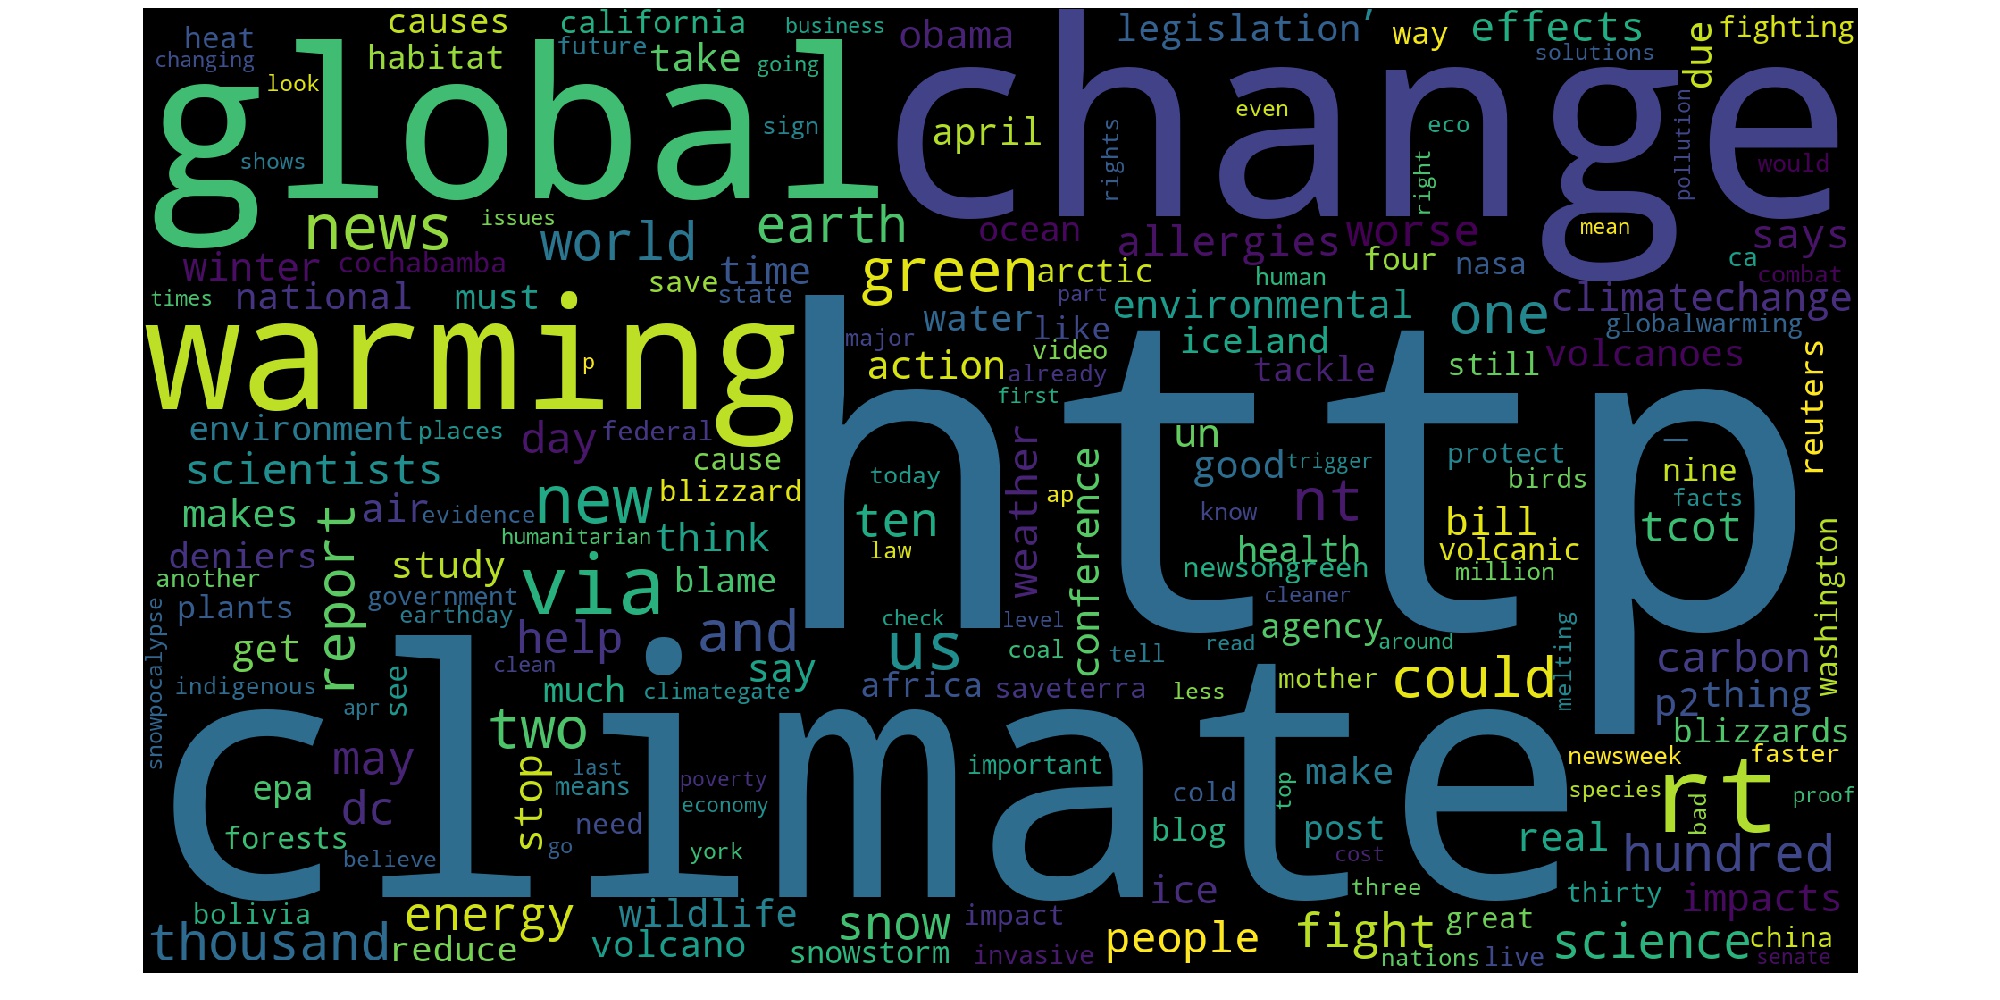 heat
causes
california
business
obama
legislation’
way
effects
due
fighting
changing
habitat
future
take
going
solutions
look
global
change
sign
april
even
rights
eco
right
pollution
would
shows
news
issues
world
earth
ocean
allergies
worse
mean
says
winter
cochabamba
save
time
green
arctic
four
nasa
ca
combat
human
times
national
must
state
part
environmental
one
climatechange
warming
major
water
like
iceland
globalwarming
p
action
video
already
tackle
still
volcanoes
reuters
first
http
environment
places
day
federal
weather
conference
un
—
scientists
cause
today
good
trigger
protect
birds
nine
makes
report
air
evidence
new
blizzard
ap
know
nt
facts
ten
bill
tcot
deniers
humanitarian
think
law
health
volcanic
washington
another
study
via
blame
newsongreen
million
plants
government
earthday
cleaner
snowpocalypse
get
help
and
check
level
us
agency
around
melting
see
clean
say
coal
tell
read
carbon
indigenous
apr
much
climategate
africa
saveterra
less
mother
could
p2
thing
climate
two
blizzards
may
stop
last
poverty
important
newsweek
faster
epa
means
economy
cold
top
make
species
rt
bad
proof
dc
forests
need
go
york
blog
post
real
believe
cost
hundred
ice
three
thirty
impacts
bolivia
energy
wildlife
snow
impact
fight
great
thousand
reduce
volcano
snowstorm
invasive
people
nations
live
science
china
senate